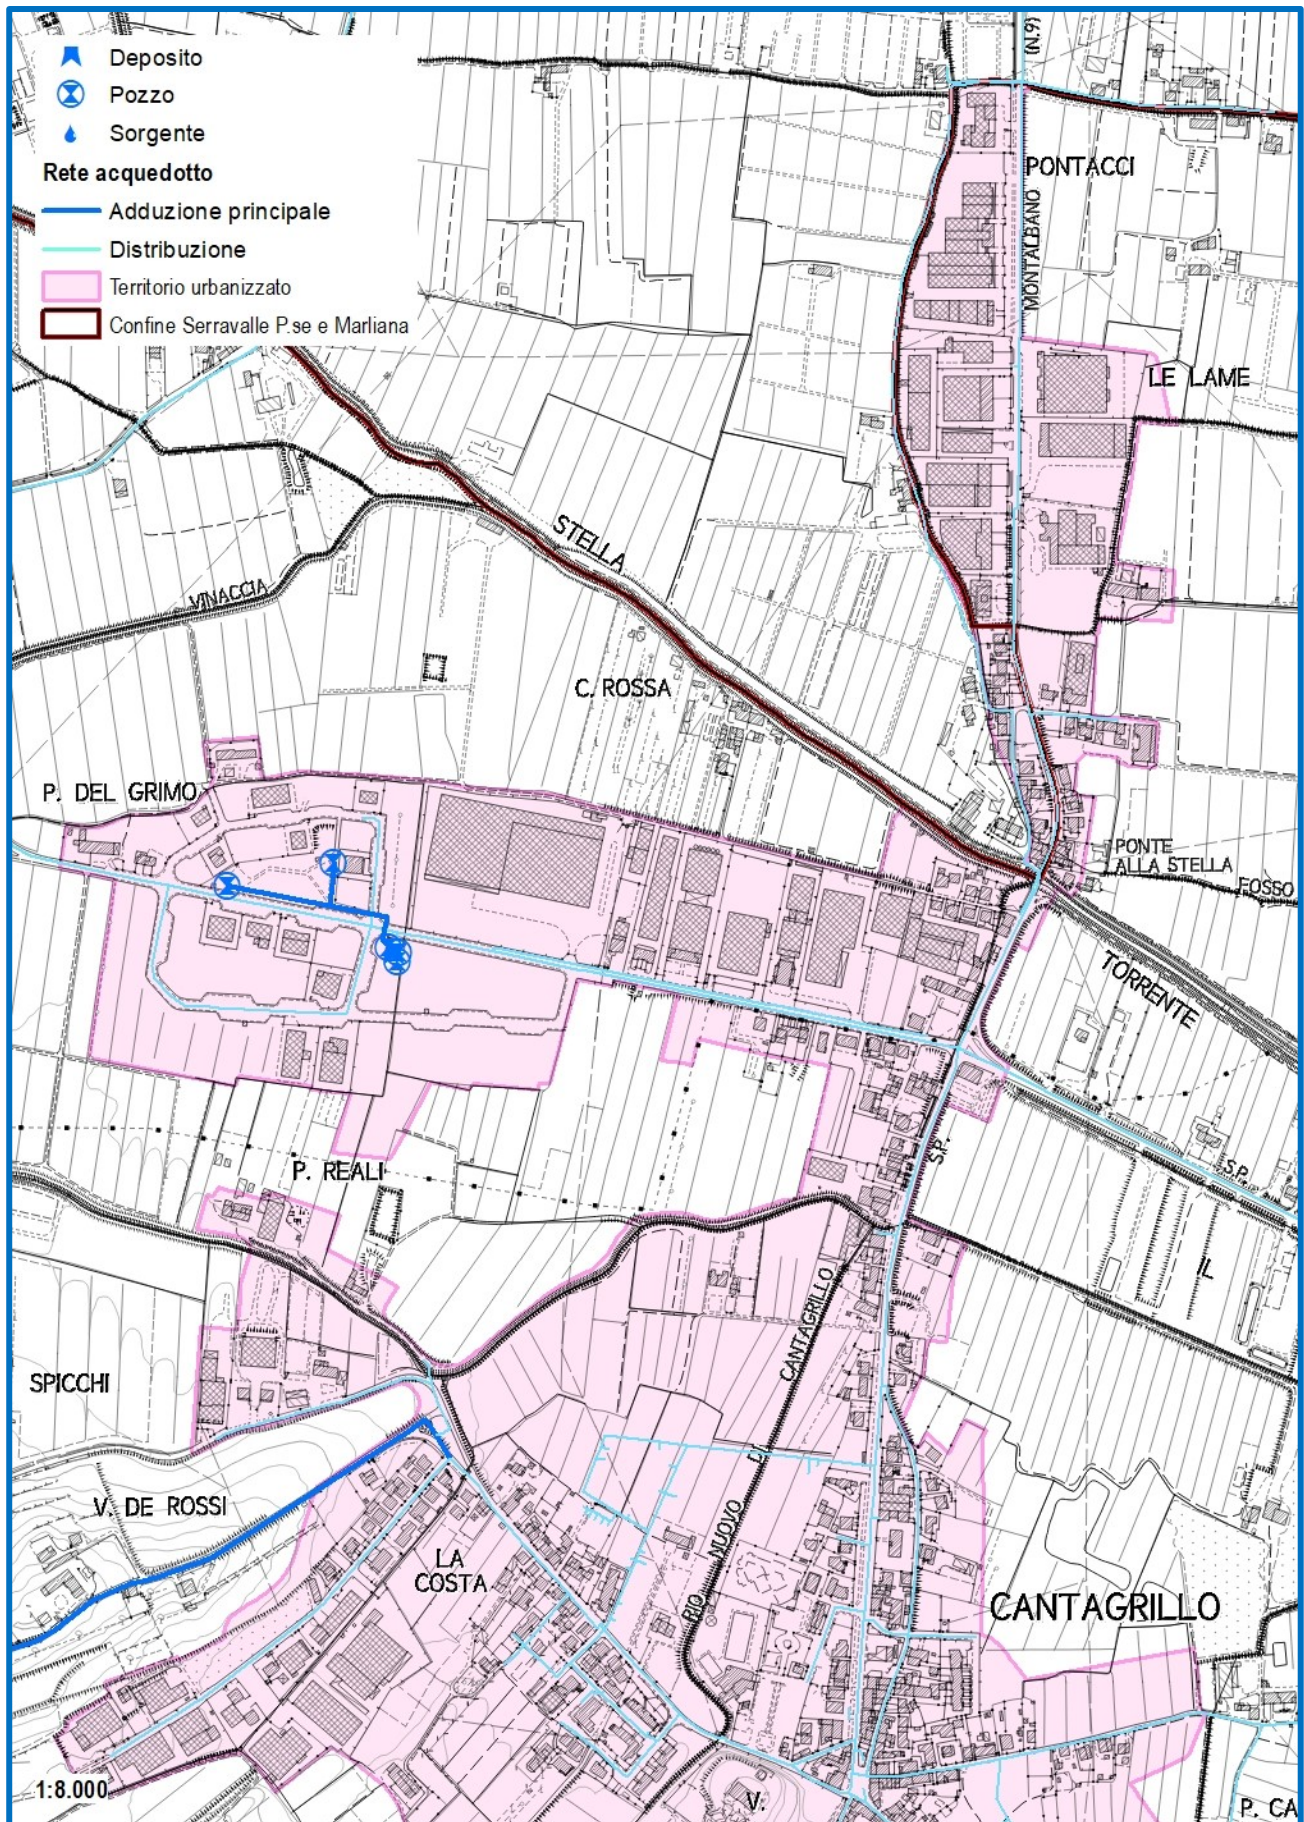 Deposito
Pozzo
Sorgente
Rete acquedotto
Adduzione principale
Distribuzione
Territorio urbanizzato
Confine Serravalle P.se e Marliana
(N.9)
PONTACCI
MONTALBANO
LE LAME
STELLA
VINACCIA
C. ROSSA
P. DEL GRIMO
PONTE
ALLA STELLA
FOSSO
TORRENTE
S.P.
S.P.
P. REALI
IL
CANTAGRILLO
DI
NUOVO
RIO
SPICCHI
V. DE ROSSI
LA
COSTA
CANTAGRILLO
1:8.000
V.
P. CA